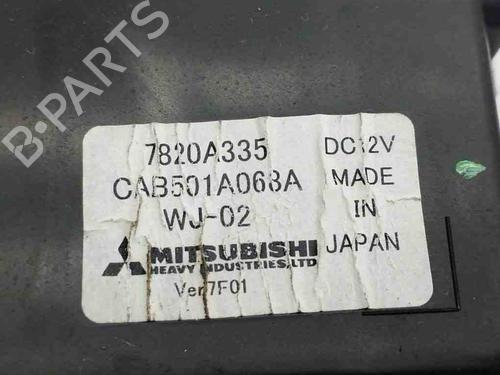 B-PARTS
7820A335 DC12V
CAB501A068A MADE
WJ-02 IN
MITSUBISHI JAPAN
HEAVY INDUSTRIES,LTD
Ver.7F01